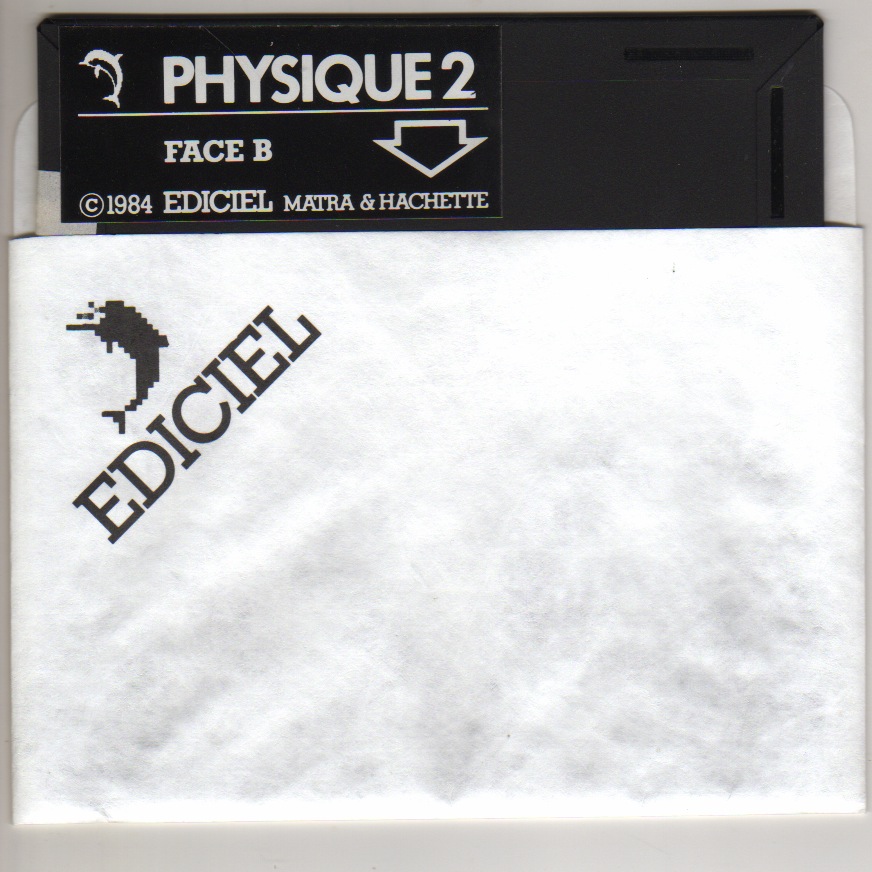 PHYSIQUE 2
FACE B
©1984 EDICIEL MATRA & HACHETTE
EDICIEL